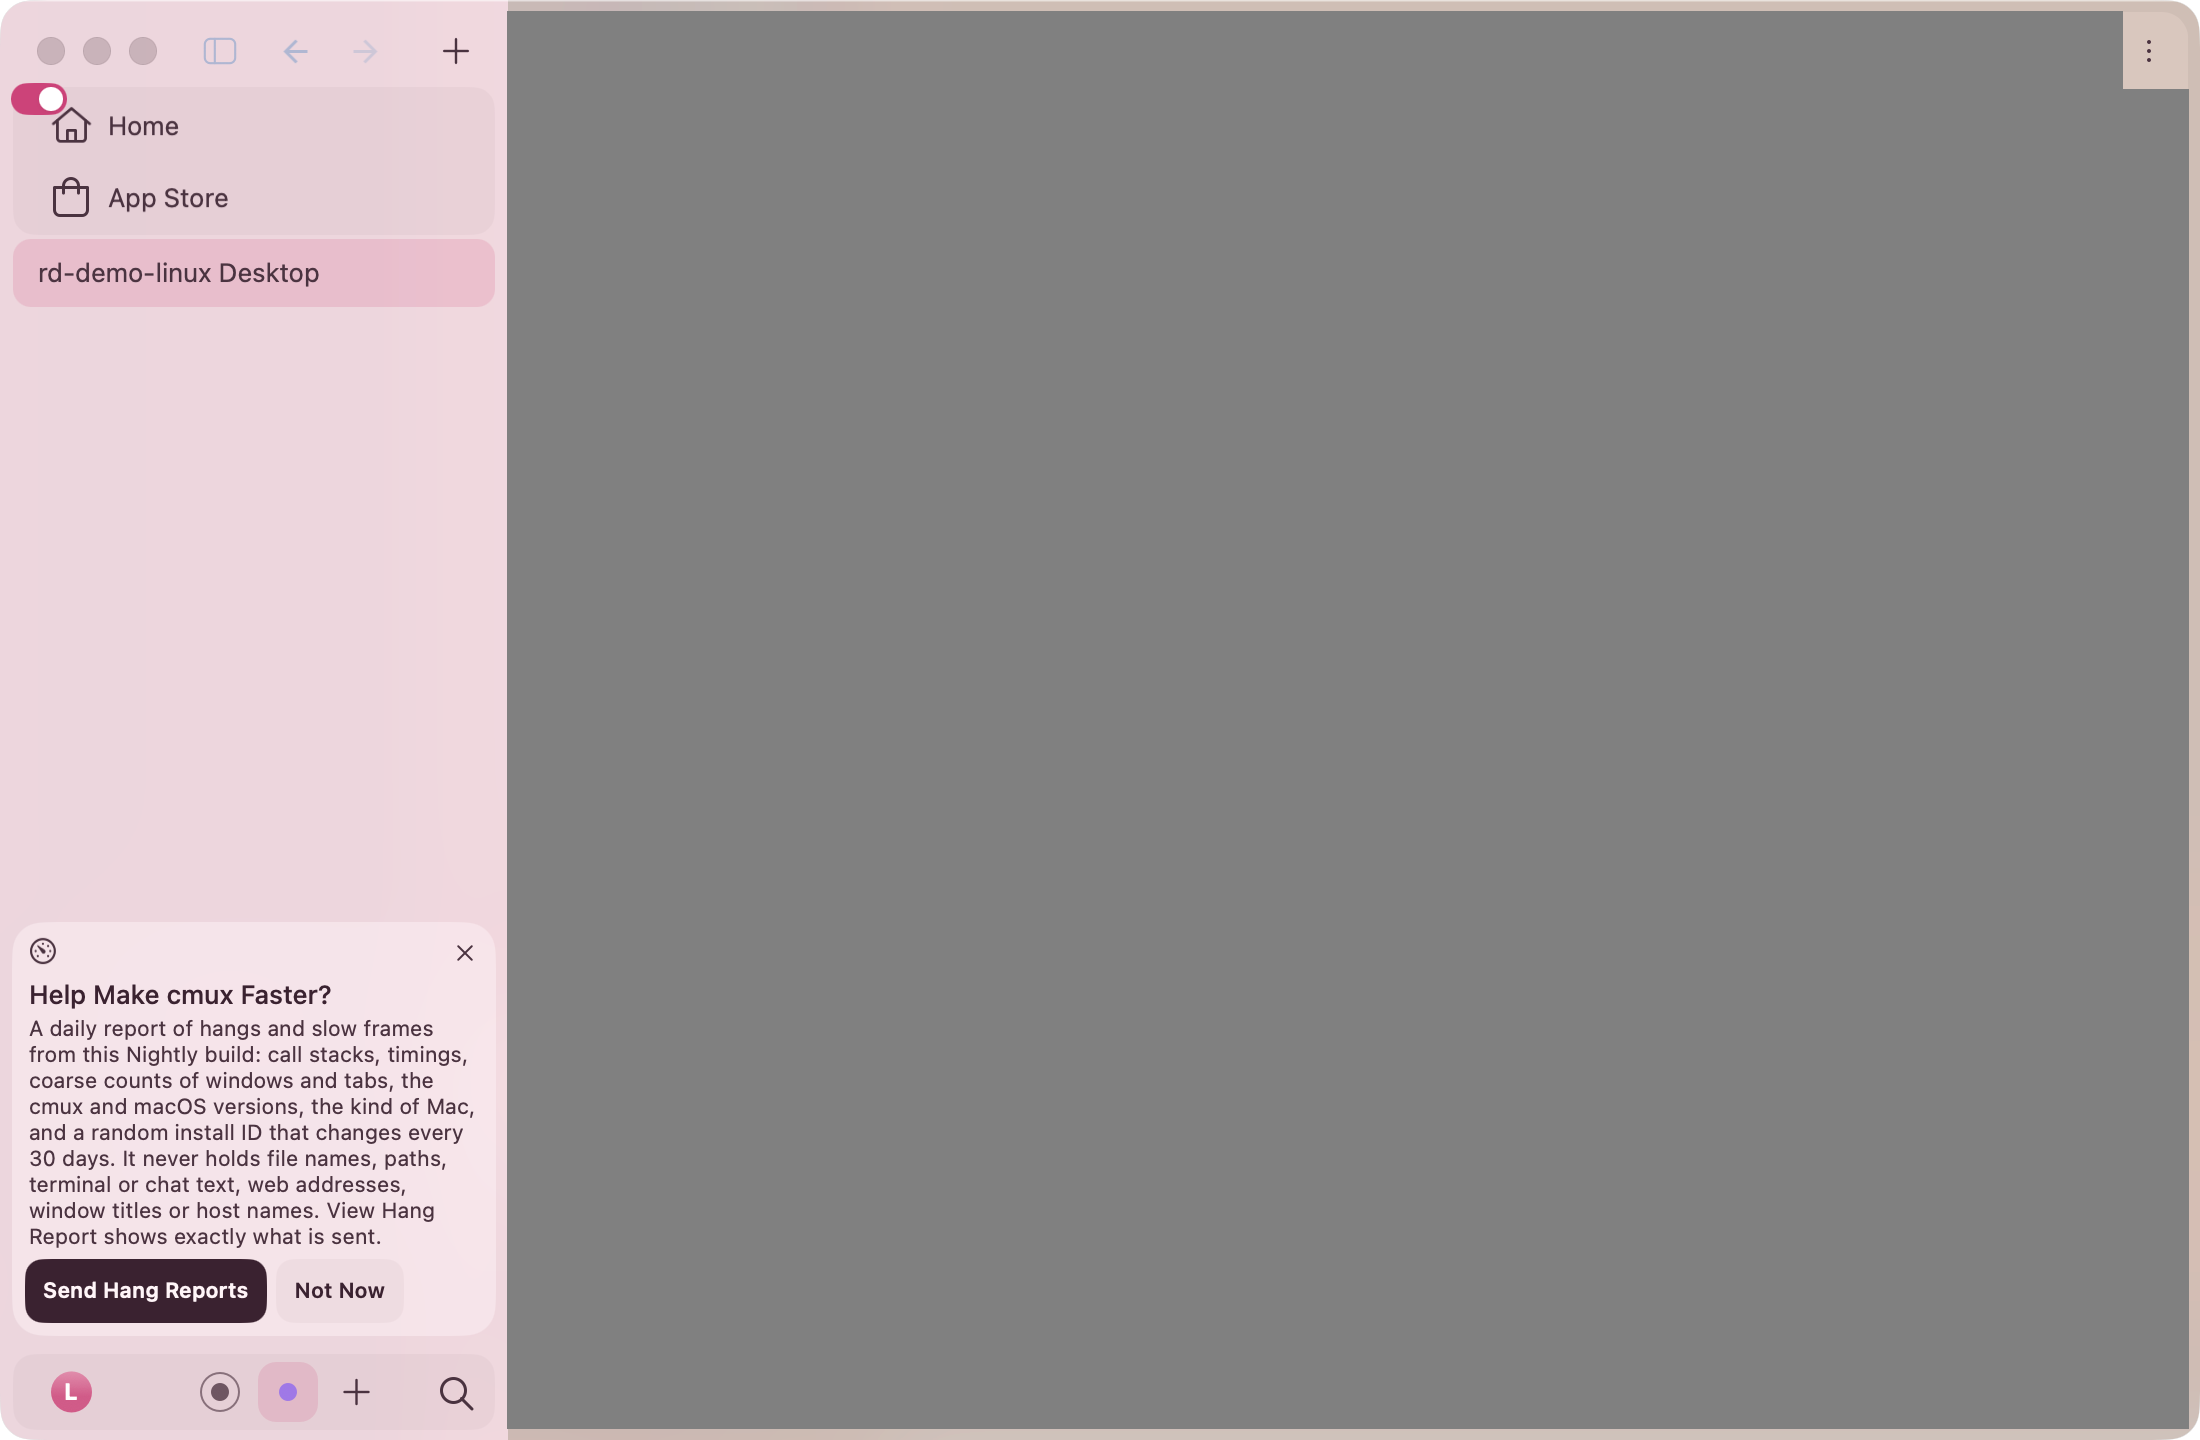 Home
App Store
rd-demo-linux Desktop
Help Make cmux Faster?
A daily report of hangs and slow frames
from this Nightly build: call stacks, timings,
coarse counts of windows and tabs, the
cmux and macOS versions, the kind of Mac,
and a random install ID that changes every
30 days. It never holds file names, paths,
terminal or chat text, web addresses,
window titles or host names. View Hang
Report shows exactly what is sent.
Send Hang Reports
Not Now
L